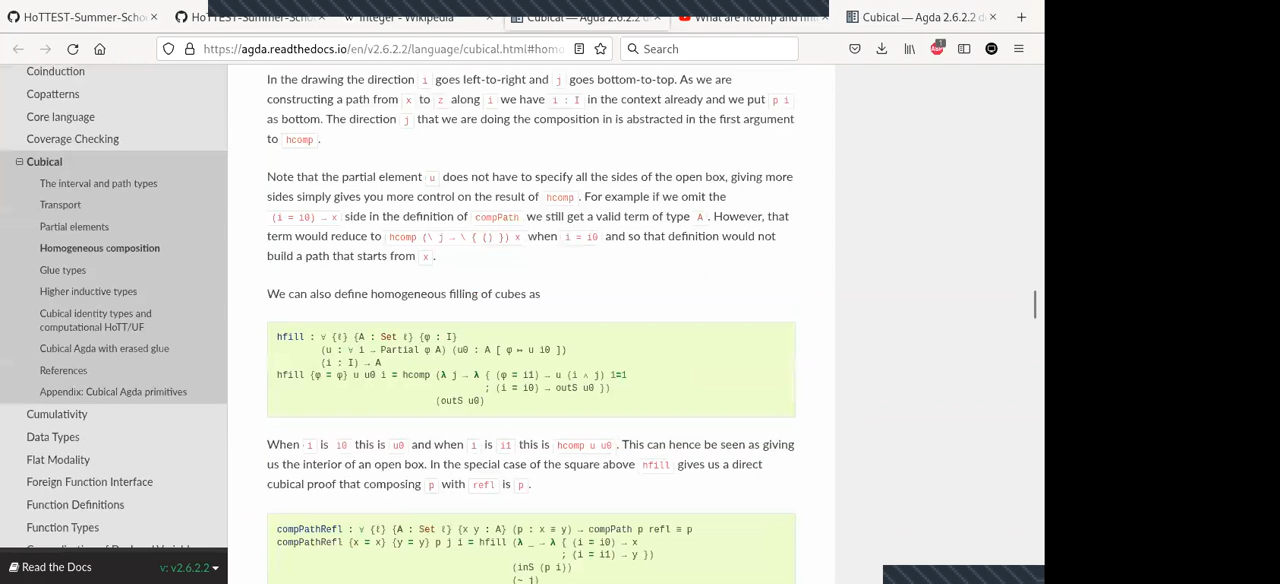 HoTTEST-Summer-Scho
HoTTEST-Summer-Scho
Integer - Wikipedia
Cubical — Agda 2.6.2.2 d
What are hcomp and hfil
Cubical — Agda 2.6.2.2 d
https://agda.readthedocs.io/en/v2.6.2.2/language/cubical.html#homo
Search
Coinduction
Copatterns
Core language
Coverage Checking
Cubical
The interval and path types
Transport
Partial elements
Homogeneous composition
Glue types
Higher inductive types
Cubical identity types and
computational HoTT/UF
Cubical Agda with erased glue
References
Appendix: Cubical Agda primitives
Cumulativity
Data Types
Flat Modality
Foreign Function Interface
Function Definitions
Function Types
Read the Docs
v: v2.6.2.2
In the drawing the direction i goes left-to-right and j goes bottom-to-top. As we are
constructing a path from x to z along i we have i : I in the context already and we put p i
as bottom. The direction j that we are doing the composition in is abstracted in the first argument
to hcomp.
Note that the partial element u does not have to specify all the sides of the open box, giving more
sides simply gives you more control on the result of hcomp. For example if we omit the
(i = i0) → x side in the definition of compPath we still get a valid term of type A. However, that
term would reduce to hcomp (\ j → \ { () }) x when i = i0 and so that definition would not
build a path that starts from x.
We can also define homogeneous filling of cubes as
hfill : ∀ {ℓ} {A : Set ℓ} {φ : I}
(u : ∀ i → Partial φ A) (u0 : A [ φ ↦ u i0 ])
(i : I) → A
hfill {φ = φ} u u0 i = hcomp (λ j → λ { (φ = i1) → u (i ∧ j) 1=1
; (i = i0) → outS u0 })
(outS u0)
When i is i0 this is u0 and when i is i1 this is hcomp u u0. This can hence be seen as giving
us the interior of an open box. In the special case of the square above hfill gives us a direct
cubical proof that composing p with refl is p.
compPathRefl : ∀ {ℓ} {A : Set ℓ} {x y : A} (p : x ≡ y) → compPath p refl ≡ p
compPathRefl {x = x} {y = y} p j i = hfill (λ _ → λ { (i = i0) → x
; (i = i1) → y })
(inS (p i))
(~ j)